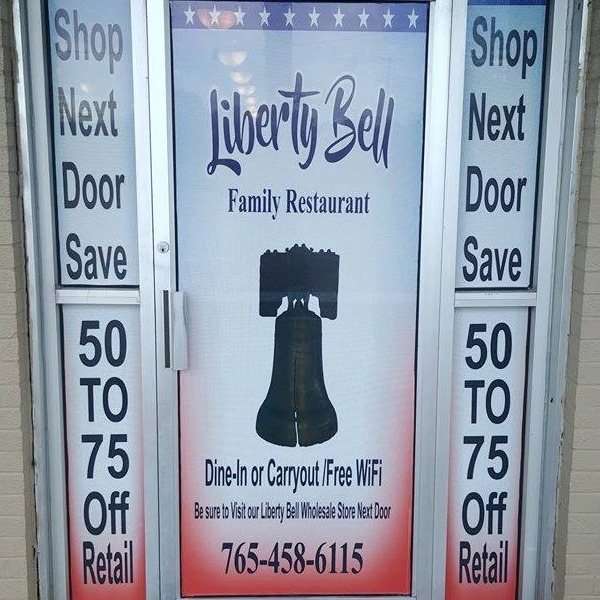 Shop
Next
Door
Save
50
TO
75
Off
Retail
Liberty Bell
Family Restaurant
Dine-In or Carryout /Free WiFi
Be sure to Visit our Liberty Bell Wholesale Store Next Door
765-458-6115
Shop
Next
Door
Save
50
TO
75
Off
Retail